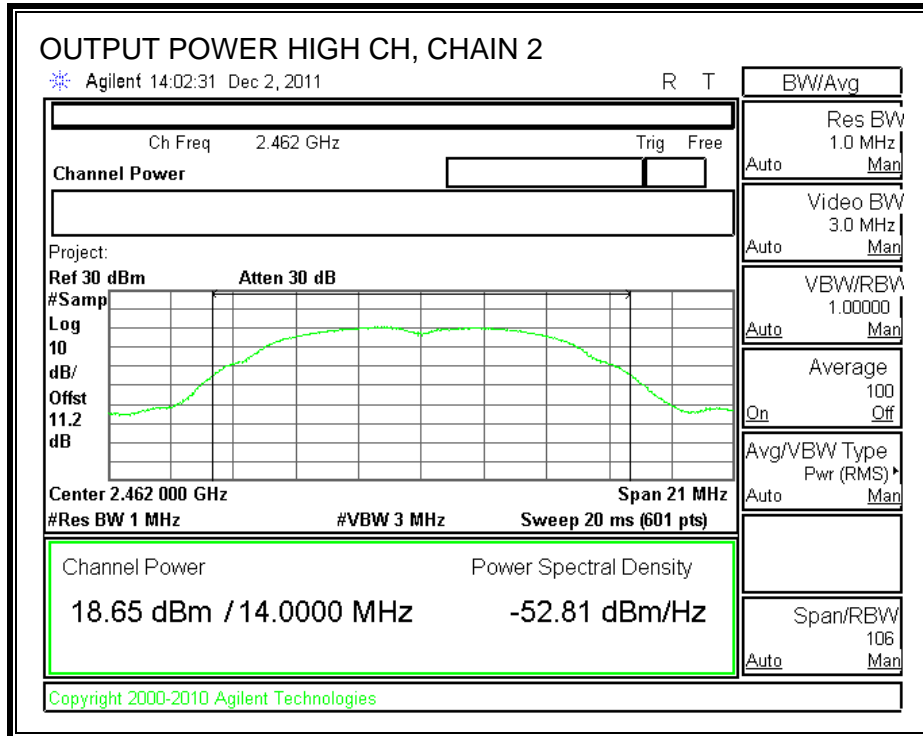 OUTPUT POWER HIGH CH, CHAIN 2
Agilent 14:02:31 Dec 2, 2011 R T
Ch Freq 2.462 GHz Trig Free
Channel Power
Project:
Ref 30 dBm Atten 30 dB
#Samp
Log
10
dB/
Offst
11.2
dB
Center 2.462 000 GHz Span 21 MHz
#Res BW 1 MHz #VBW 3 MHz Sweep 20 ms (601 pts)
Channel Power Power Spectral Density
18.65 dBm / 14.0000 MHz -52.81 dBm/Hz
Copyright 2000-2010 Agilent Technologies
BW/Avg
Res BW
1.0 MHz
Auto Man
Video BW
3.0 MHz
Auto Man
VBW/RBW
1.00000
Auto Man
Average
100
On Off
Avg/VBW Type
Pwr (RMS)
Auto Man
Span/RBW
106
Auto Man